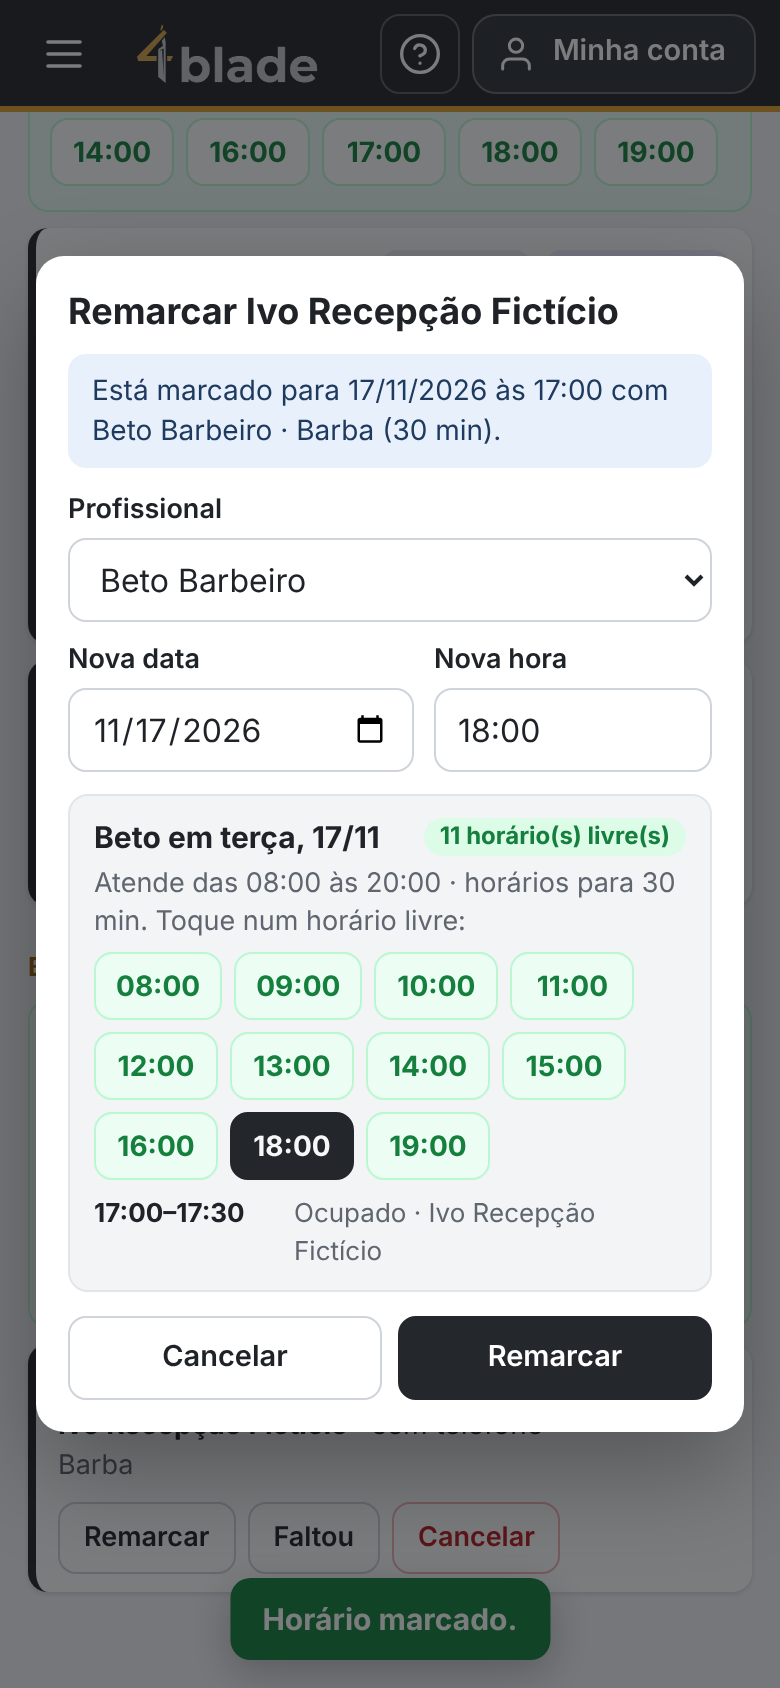 4blade
Minha conta
14:00 16:00 17:00 18:00 19:00
Remarcar Ivo Recepção Fictício
Está marcado para 17/11/2026 às 17:00 com
Beto Barbeiro · Barba (30 min).
Profissional
Beto Barbeiro
Nova data Nova hora
11/17/2026 18:00
Beto em terça, 17/11 11 horário(s) livre(s)
Atende das 08:00 às 20:00 · horários para 30
min. Toque num horário livre:
08:00 09:00 10:00 11:00
12:00 13:00 14:00 15:00
16:00 18:00 19:00
17:00–17:30 Ocupado · Ivo Recepção
Fictício
Cancelar Remarcar
Barba
Remarcar Faltou Cancelar
Horário marcado.